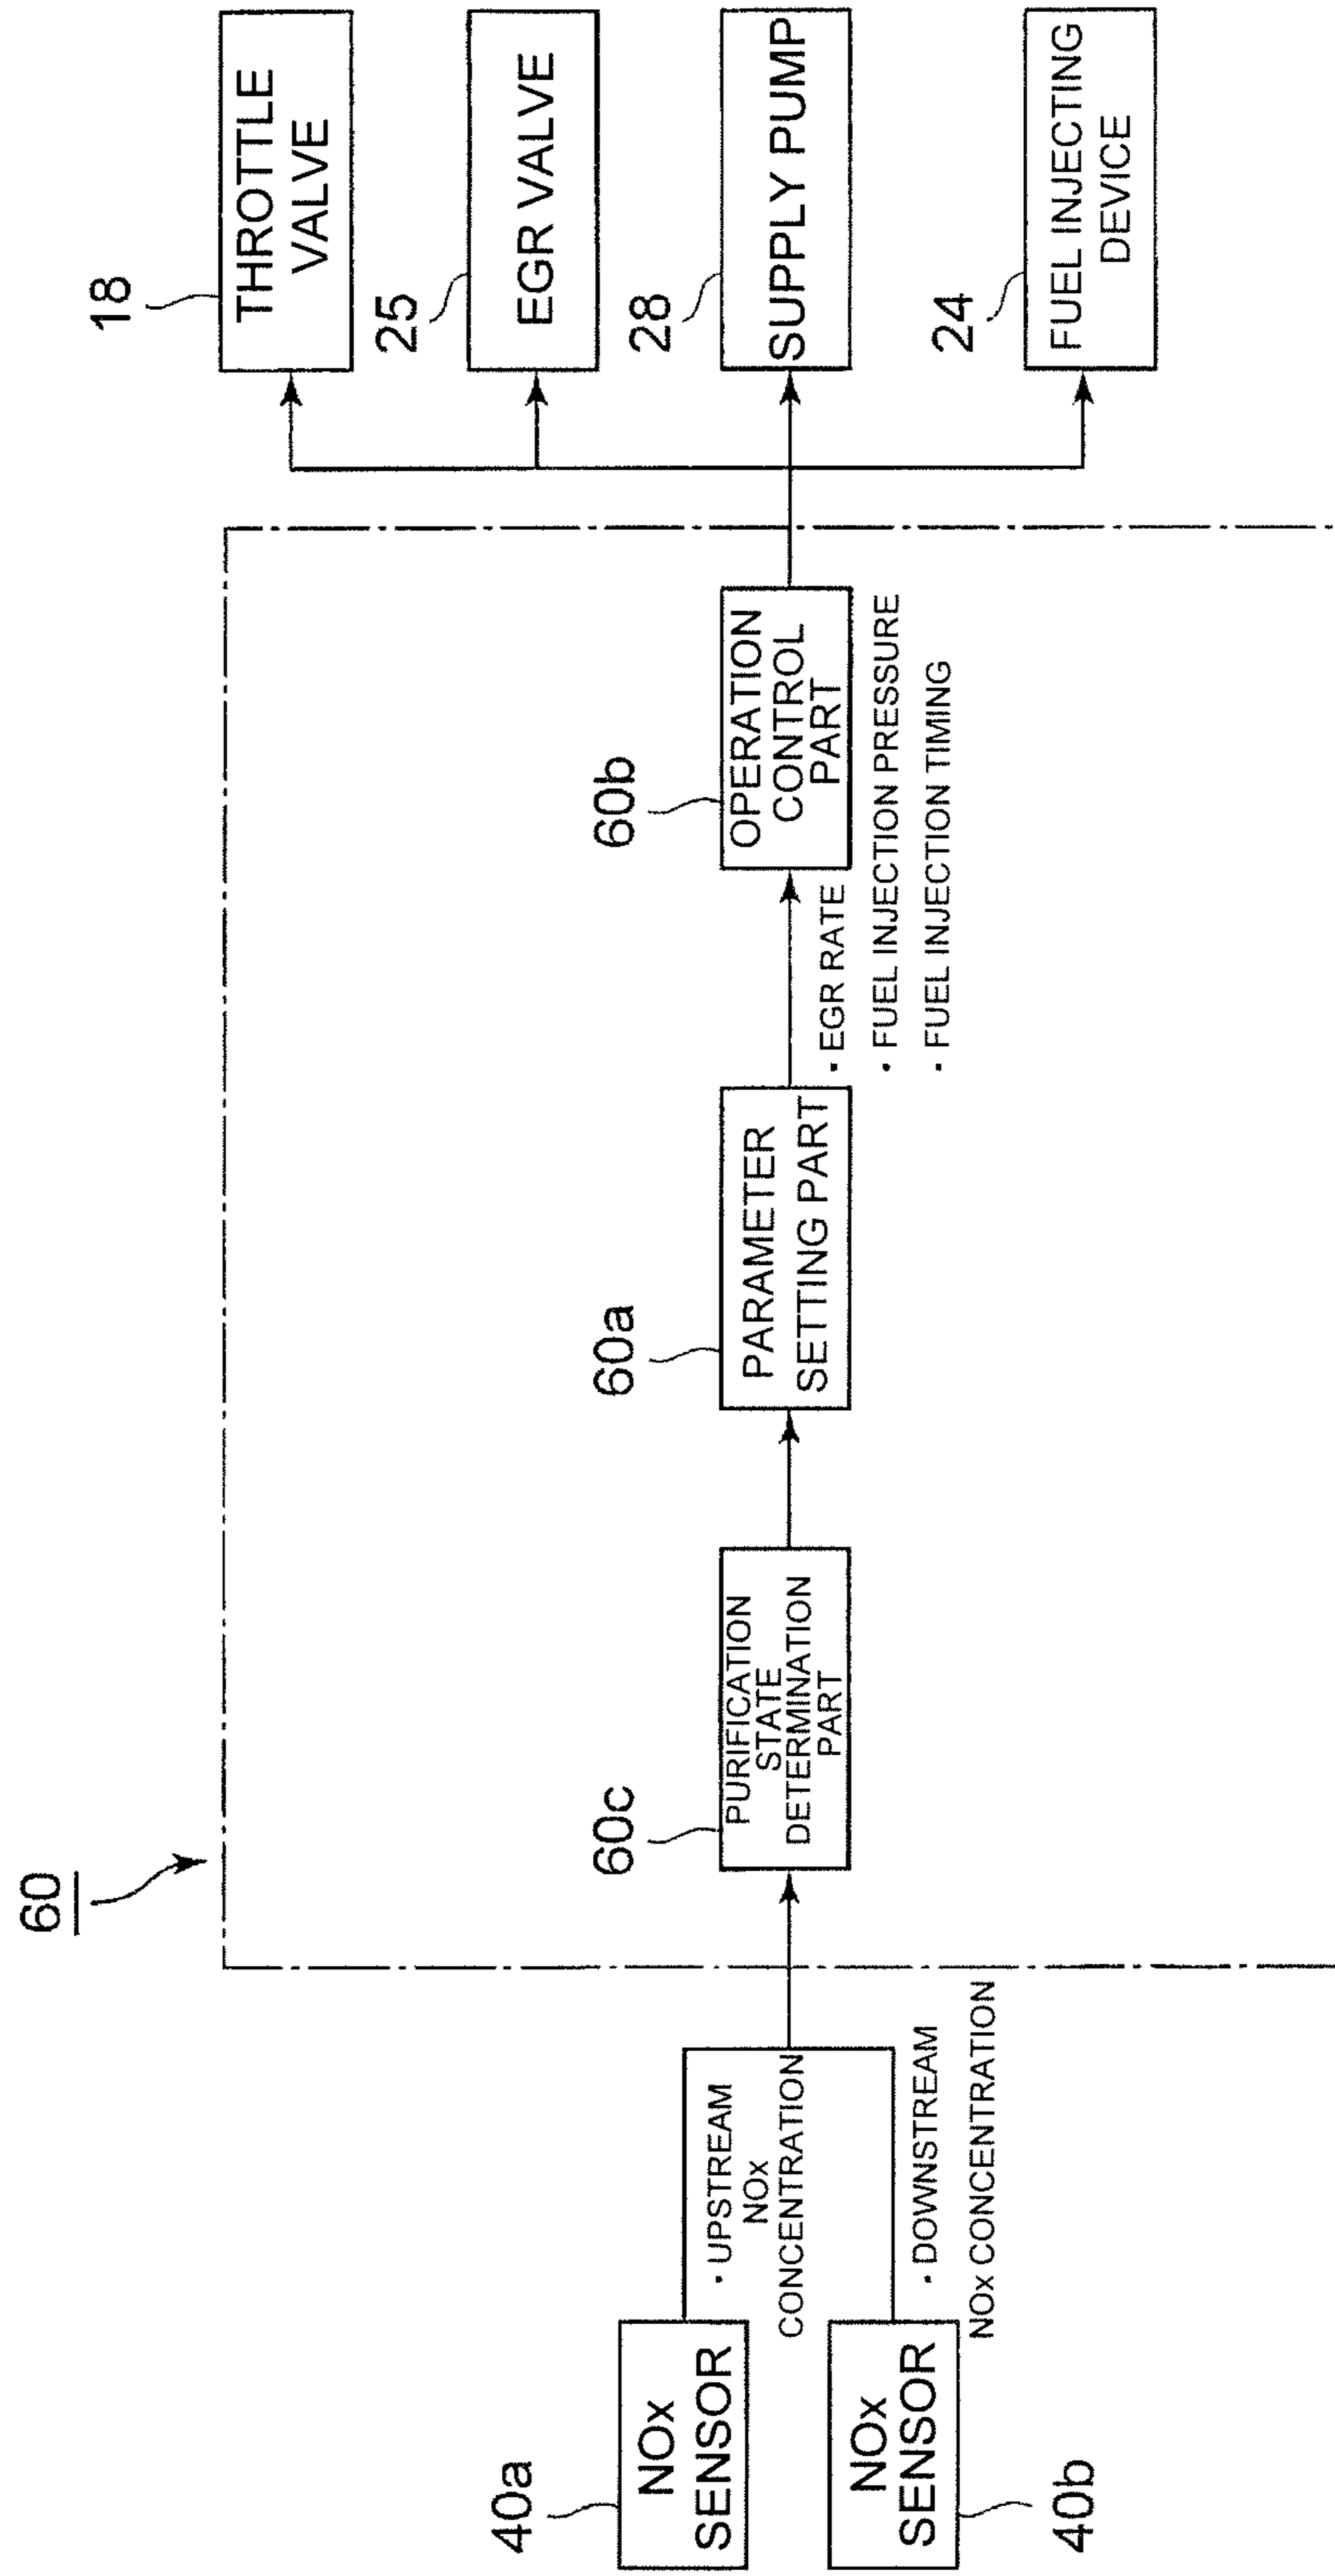 60
40a
NOx
SENSOR
NOx
SENSOR
40b
· UPSTREAM
NOx
CONCENTRATION
· DOWNSTREAM
NOx CONCENTRATION
60c
PURIFICATION
STATE
DETERMINATION
PART
60a
PARAMETER
SETTING PART
· EGR RATE
· FUEL INJECTION PRESSURE
· FUEL INJECTION TIMING
60b
OPERATION
CONTROL
PART
18
THROTTLE
VALVE
25
EGR VALVE
28
SUPPLY PUMP
24
FUEL INJECTING
DEVICE